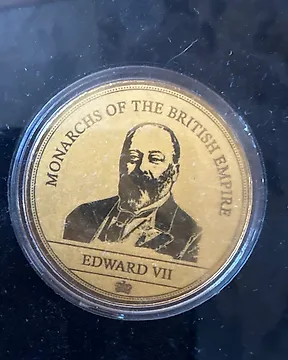 MONARCHS OF THE BRITISH EMPIRE
EDWARD VII